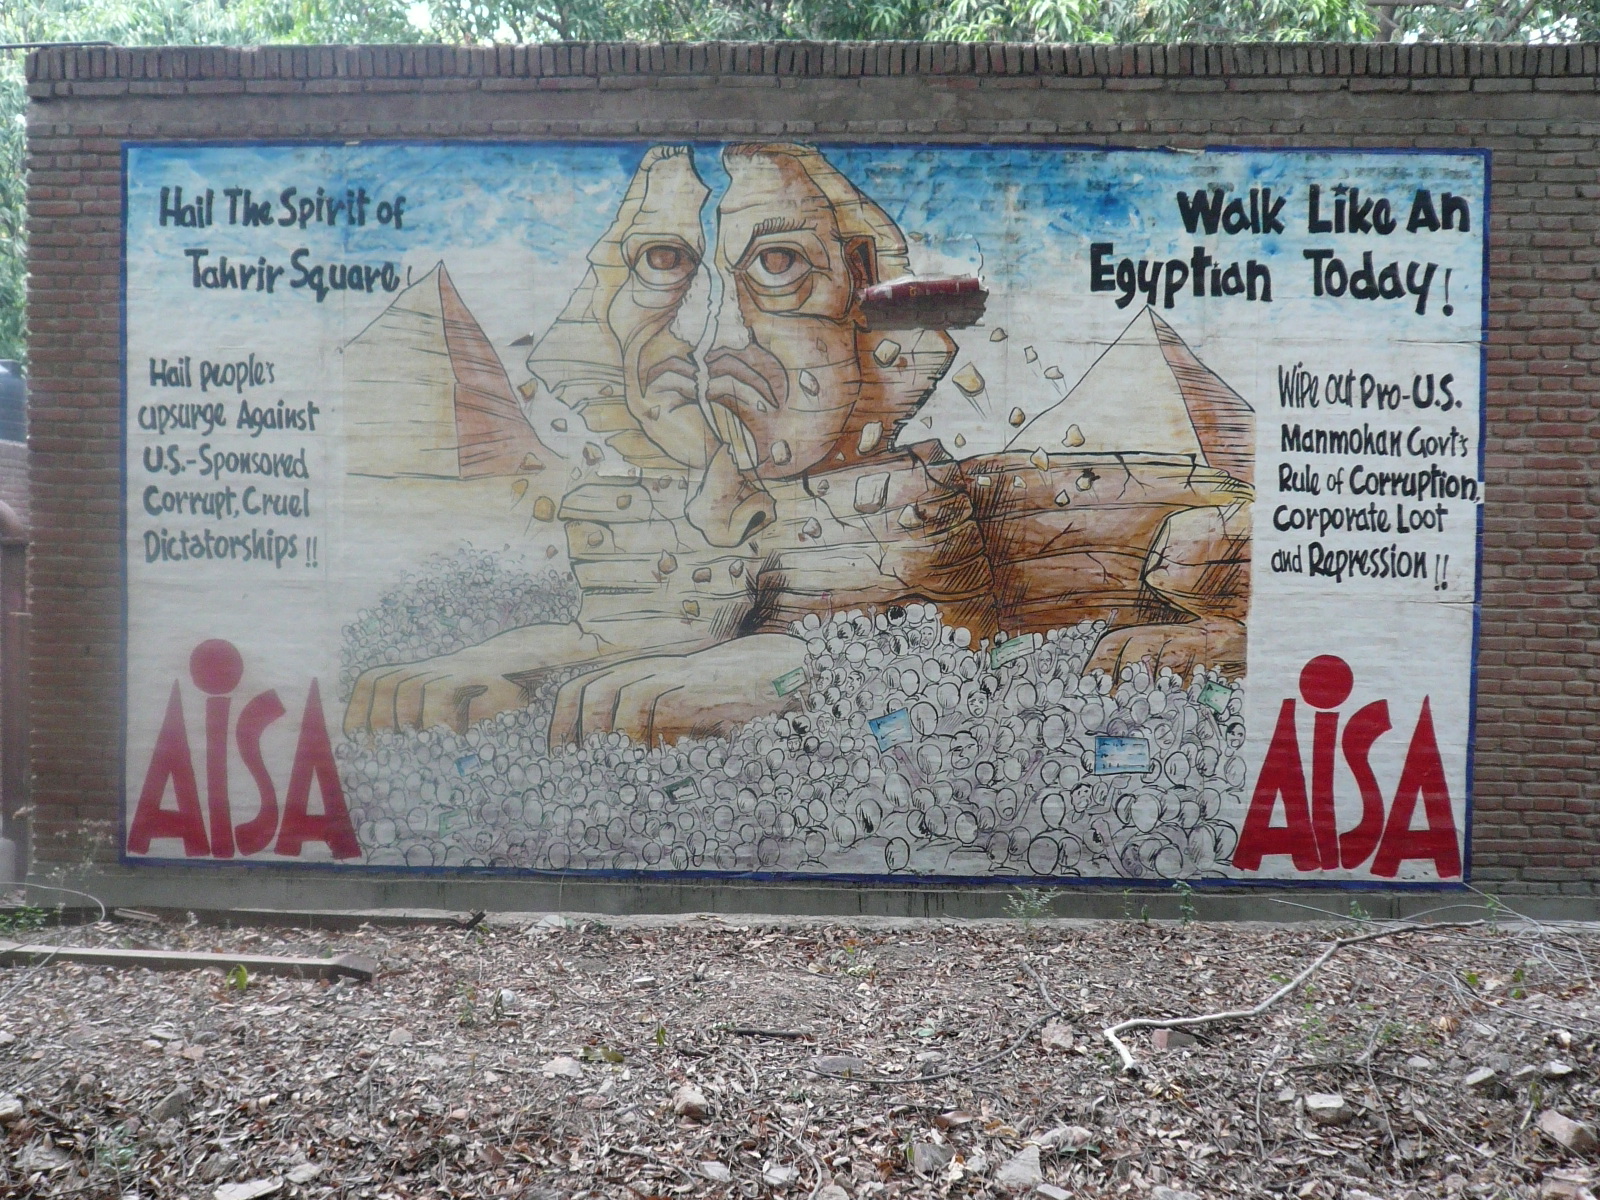 Hail The Spirit of
Tahrir Square!
Hail people's
upsurge Against
U.S.-Sponsored
Corrupt, Cruel
Dictatorships!!
AiSA
Walk Like An
Egyptian Today!
Wipe out Pro-U.S.
Manmohan Govt's
Rule of Corruption,
Corporate Loot
and Repression!!
AiSA